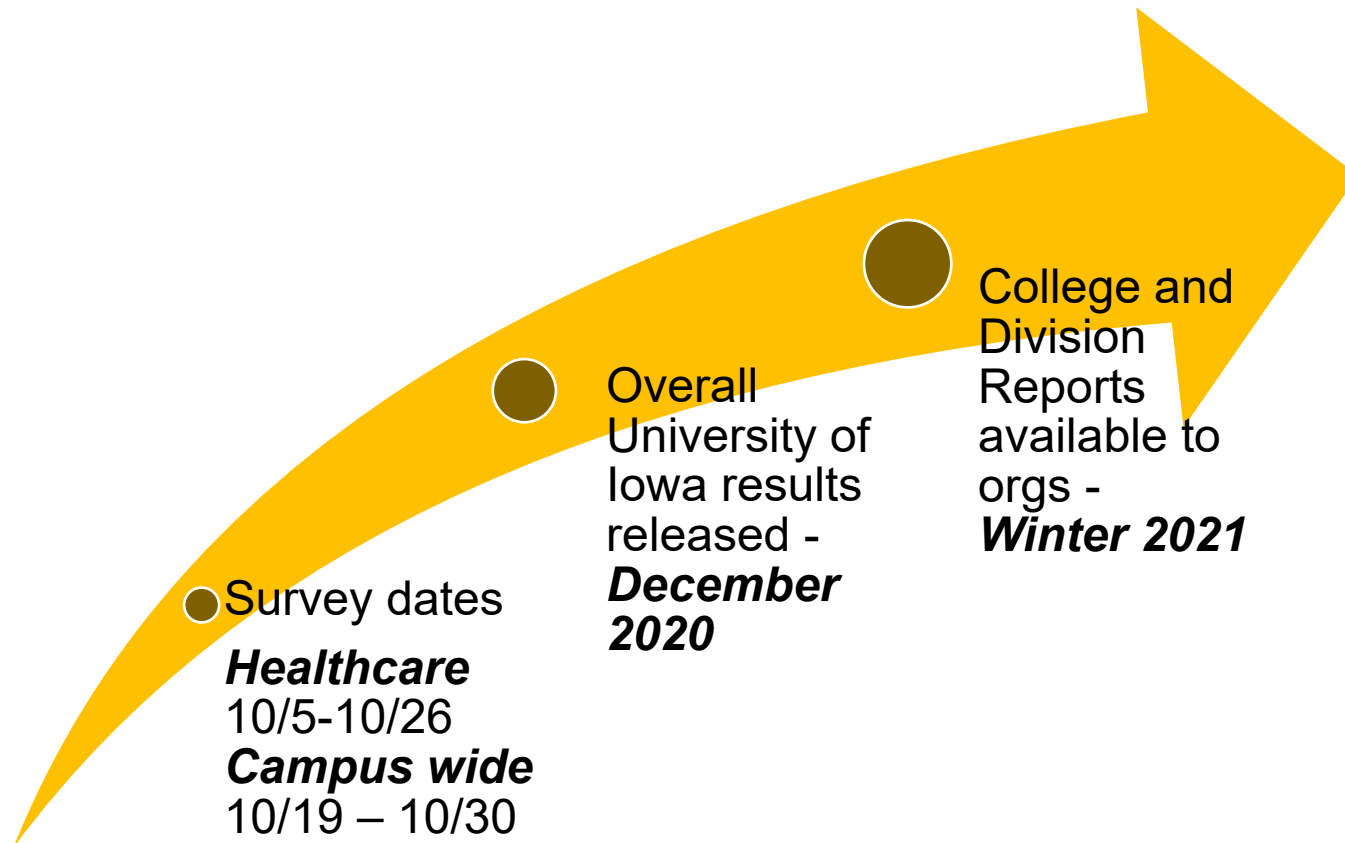 Survey dates
Healthcare
10/5-10/26
Campus wide
10/19 – 10/30
Overall
University of
Iowa results
released -
December
2020
College and
Division
Reports
available to
orgs -
Winter 2021